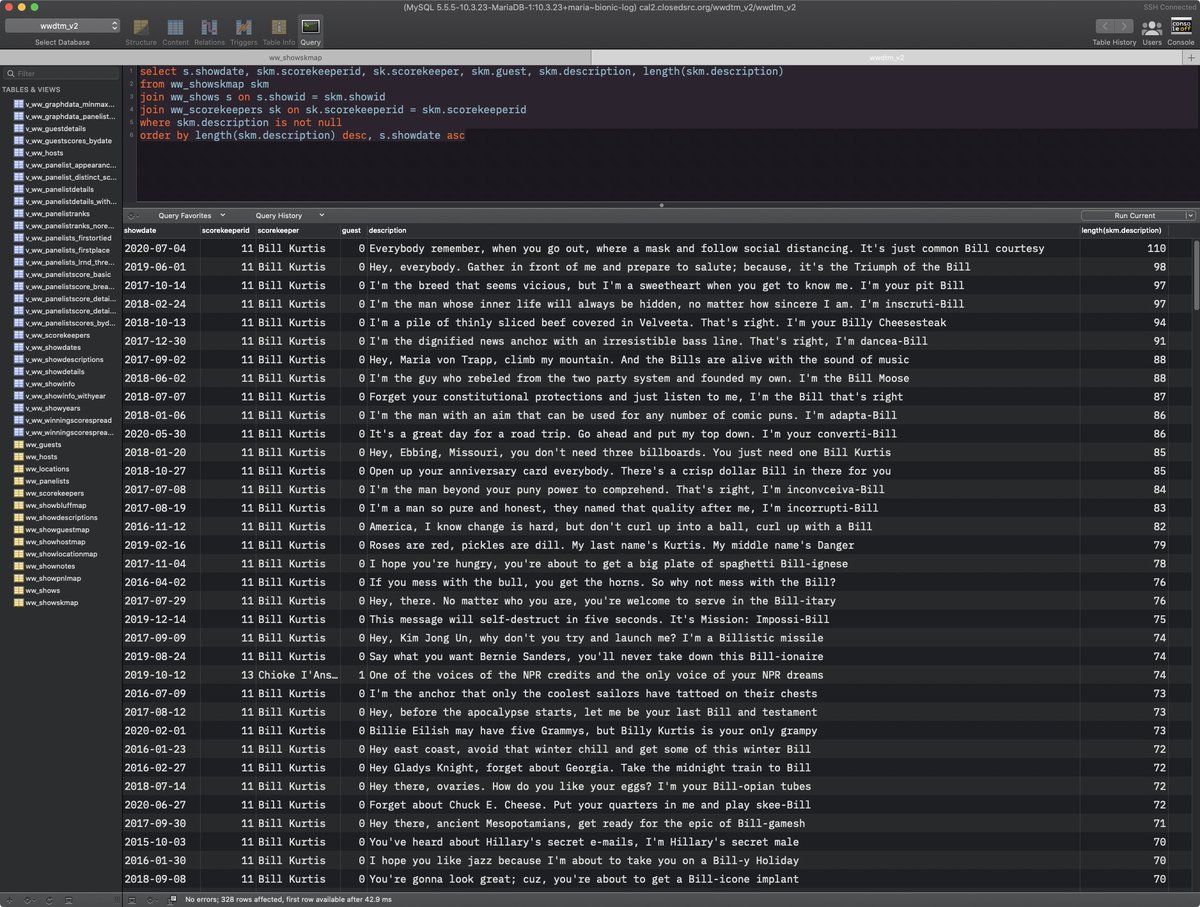 (MySQL 5.5.5-10.3.23-MariaDB-1:10.3.23+maria~bionic-log) cal2.closedsrc.org/wwdtm_v2/wwdtm_v2
SSH Connected
wwdtm_v2
Select Database
Structure Content Relations Triggers Table Info Query
Table History Users Console
ww_showskmap
wwdtm_v2
Filter
TABLES & VIEWS
v_ww_graphdata_minmax...
v_ww_graphdata_panelist...
v_ww_guestdetails
v_ww_guestscores_bydate
v_ww_hosts
v_ww_panelist_appearanc...
v_ww_panelist_distinct_sc...
v_ww_panelistdetails
v_ww_panelistdetails_with...
v_ww_panelistranks
v_ww_panelistranks_nore...
v_ww_panelists_firstortied
v_ww_panelists_firstplace
v_ww_panelists_lrnd_thre...
v_ww_panelistscore_basic
v_ww_panelistscore_brea...
v_ww_panelistscore_detai...
v_ww_panelistscore_detai...
v_ww_panelistscores_byd...
v_ww_scorekeepers
v_ww_showdates
v_ww_showdescriptions
v_ww_showdetails
v_ww_showinfo
v_ww_showinfo_withyear
v_ww_showyears
v_ww_winningscorespread
v_ww_winningscoresprea...
ww_guests
ww_hosts
ww_locations
ww_panelists
ww_scorekeepers
ww_showbluffmap
ww_showdescriptions
ww_showguestmap
ww_showhostmap
ww_showlocationmap
ww_shownotes
ww_showpnlmap
ww_shows
ww_showskmap
1 select s.showdate, skm.scorekeeperid, sk.scorekeeper, skm.guest, skm.description, length(skm.description)
2 from ww_showskmap skm
3 join ww_shows s on s.showid = skm.showid
4 join ww_scorekeepers sk on sk.scorekeeperid = skm.scorekeeperid
5 where skm.description is not null
6 order by length(skm.description) desc, s.showdate asc
Query Favorites Query History Run Current
showdate scorekeeperid scorekeeper guest description length(skm.description)
2020-07-04 11 Bill Kurtis 0 Everybody remember, when you go out, where a mask and follow social distancing. It's just common Bill courtesy 110
2019-06-01 11 Bill Kurtis 0 Hey, everybody. Gather in front of me and prepare to salute; because, it's the Triumph of the Bill 98
2017-10-14 11 Bill Kurtis 0 I'm the breed that seems vicious, but I'm a sweetheart when you get to know me. I'm your pit Bill 97
2018-02-24 11 Bill Kurtis 0 I'm the man whose inner life will always be hidden, no matter how sincere I am. I'm inscruti-Bill 97
2018-10-13 11 Bill Kurtis 0 I'm a pile of thinly sliced beef covered in Velveeta. That's right. I'm your Billy Cheesesteak 94
2017-12-30 11 Bill Kurtis 0 I'm the dignified news anchor with an irresistible bass line. That's right, I'm dancea-Bill 91
2017-09-02 11 Bill Kurtis 0 Hey, Maria von Trapp, climb my mountain. And the Bills are alive with the sound of music 88
2018-06-02 11 Bill Kurtis 0 I'm the guy who rebeled from the two party system and founded my own. I'm the Bill Moose 88
2018-07-07 11 Bill Kurtis 0 Forget your constitutional protections and just listen to me, I'm the Bill that's right 87
2018-01-06 11 Bill Kurtis 0 I'm the man with an aim that can be used for any number of comic puns. I'm adapta-Bill 86
2020-05-30 11 Bill Kurtis 0 It's a great day for a road trip. Go ahead and put my top down. I'm your converti-Bill 86
2018-01-20 11 Bill Kurtis 0 Hey, Ebbing, Missouri, you don't need three billboards. You just need one Bill Kurtis 85
2018-10-27 11 Bill Kurtis 0 Open up your anniversary card everybody. There's a crisp dollar Bill in there for you 85
2017-07-08 11 Bill Kurtis 0 I'm the man beyond your puny power to comprehend. That's right, I'm inconvceiva-Bill 84
2017-08-19 11 Bill Kurtis 0 I'm a man so pure and honest, they named that quality after me, I'm incorrupti-Bill 83
2016-11-12 11 Bill Kurtis 0 America, I know change is hard, but don't curl up into a ball, curl up with a Bill 82
2019-02-16 11 Bill Kurtis 0 Roses are red, pickles are dill. My last name's Kurtis. My middle name's Danger 79
2017-11-04 11 Bill Kurtis 0 I hope you're hungry, you're about to get a big plate of spaghetti Bill-ignese 78
2016-04-02 11 Bill Kurtis 0 If you mess with the bull, you get the horns. So why not mess with the Bill? 76
2017-07-29 11 Bill Kurtis 0 Hey, there. No matter who you are, you're welcome to serve in the Bill-itary 76
2019-12-14 11 Bill Kurtis 0 This message will self-destruct in five seconds. It's Mission: Impossi-Bill 75
2017-09-09 11 Bill Kurtis 0 Hey, Kim Jong Un, why don't you try and launch me? I'm a Billistic missile 74
2019-08-24 11 Bill Kurtis 0 Say what you want Bernie Sanders, you'll never take down this Bill-ionaire 74
2019-10-12 13 Chioke I'Ans... 1 One of the voices of the NPR credits and the only voice of your NPR dreams 74
2016-07-09 11 Bill Kurtis 0 I'm the anchor that only the coolest sailors have tattoed on their chests 73
2017-08-12 11 Bill Kurtis 0 Hey, before the apocalypse starts, let me be your last Bill and testament 73
2020-02-01 11 Bill Kurtis 0 Billie Eilish may have five Grammys, but Billy Kurtis is your only grampy 73
2016-01-23 11 Bill Kurtis 0 Hey east coast, avoid that winter chill and get some of this winter Bill 72
2016-02-27 11 Bill Kurtis 0 Hey Gladys Knight, forget about Georgia. Take the midnight train to Bill 72
2018-07-14 11 Bill Kurtis 0 Hey there, ovaries. How do you like your eggs? I'm your Bill-opian tubes 72
2020-06-27 11 Bill Kurtis 0 Forget about Chuck E. Cheese. Put your quarters in me and play skee-Bill 72
2017-09-30 11 Bill Kurtis 0 Hey there, ancient Mesopotamians, get ready for the epic of Bill-gamesh 71
2015-10-03 11 Bill Kurtis 0 You've heard about Hillary's secret e-mails, I'm Hillary's secret male 70
2016-01-30 11 Bill Kurtis 0 I hope you like jazz because I'm about to take you on a Bill-y Holiday 70
2018-09-08 11 Bill Kurtis 0 You're gonna look great; cuz, you're about to get a Bill-icone implant 70
No errors; 328 rows affected, first row available after 42.9 ms